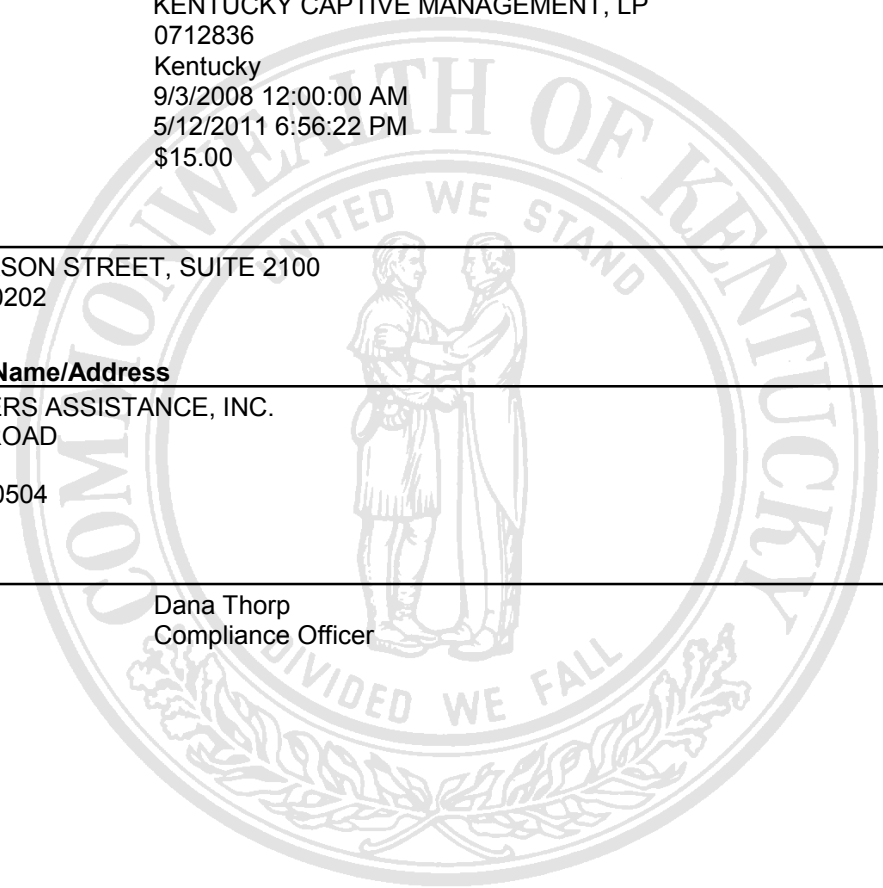 KENTUCKY CAPTIVE MANAGEMENT, LP
0712836
Kentucky
9/3/2008 12:00:00 AM
5/12/2011 6:56:22 PM
$15.00
COMMONWEALTH OF KENTUCKY
UNITED WE STAND
SON STREET, SUITE 2100
0202
Name/Address
ERS ASSISTANCE, INC.
ROAD
0504
Dana Thorp
Compliance Officer
DIVIDED WE FALL